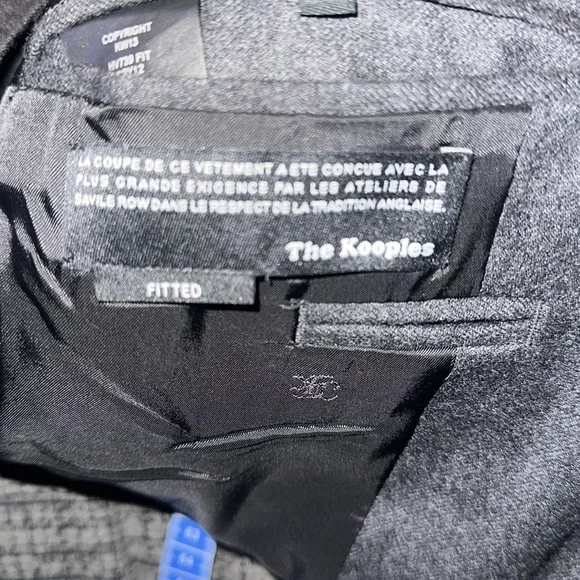 COPYRIGHT
KW13
FIT
LA COUPE DE CE VETEMENT A ETE CONCUE AVEC LA
PLUS GRANDE EXIGENCE PAR LES ATELIERS DE
SAVILE ROW DANS LE RESPECT DE LA TRADITION ANGLAISE.
The Kooples
FITTED